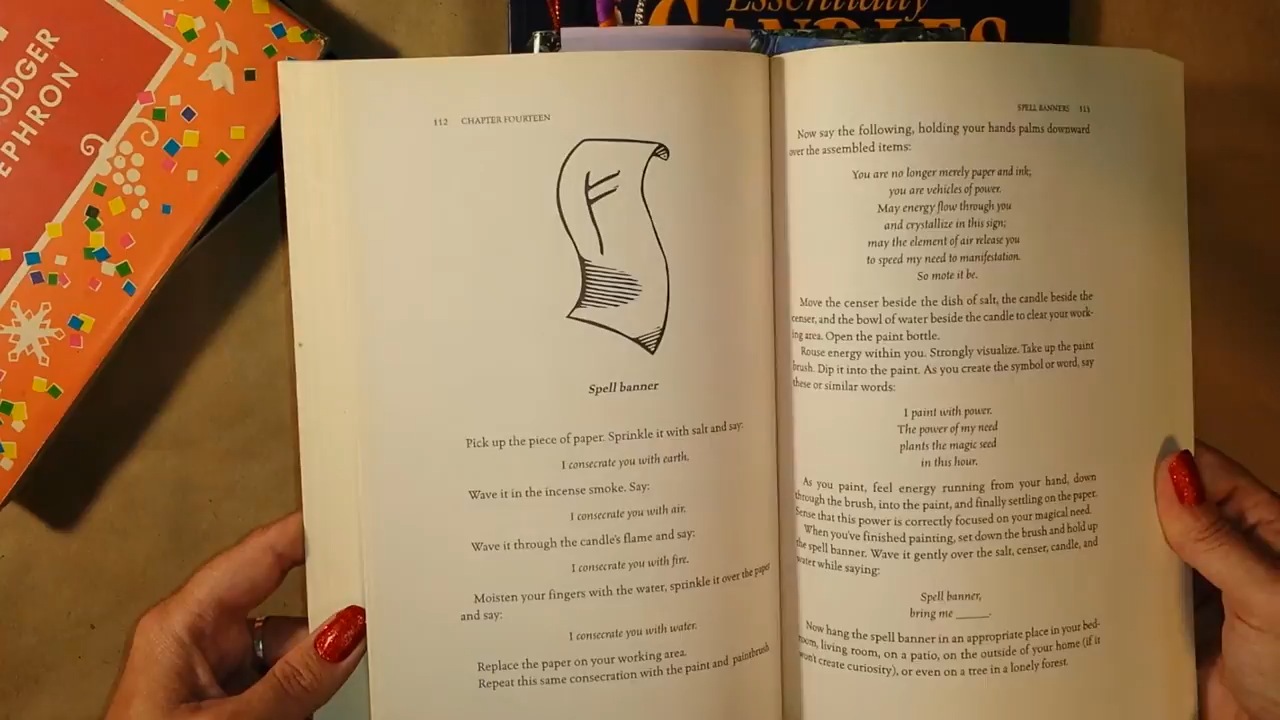 ODGER
EPHRON
Essentially
CANDLES
112 CHAPTER FOURTEEN
Spell banner
Pick up the piece of paper. Sprinkle it with salt and say:
I consecrate you with earth.
Wave it in the incense smoke. Say:
I consecrate you with air.
Wave it through the candle's flame and say:
I consecrate you with fire.
Moisten your fingers with the water, sprinkle it over the paper
and say:
I consecrate you with water.
Replace the paper on your working area.
Repeat this same consecration with the paint and paintbrush.
SPELL BANNERS 113
Now say the following, holding your hands palms downward
over the assembled items:
You are no longer merely paper and ink;
you are vehicles of power.
May energy flow through you
and crystallize in this sign;
may the element of air release you
to speed my need to manifestation.
So mote it be.
Move the censer beside the dish of salt, the candle beside the
censer, and the bowl of water beside the candle to clear your work-
ing area. Open the paint bottle.
Rouse energy within you. Strongly visualize. Take up the paint
brush. Dip it into the paint. As you create the symbol or word, say
these or similar words:
I paint with power.
The power of my need
plants the magic seed
in this hour.
As you paint, feel energy running from your hand, down
through the brush, into the paint, and finally settling on the paper.
Sense that this power is correctly focused on your magical need.
When you've finished painting, set down the brush and hold up
the spell banner. Wave it gently over the salt, censer, candle, and
water while saying:
Spell banner,
bring me _____.
Now hang the spell banner in an appropriate place in your bed-
room, living room, on a patio, on the outside of your home (if it
won't create curiosity), or even on a tree in a lonely forest.